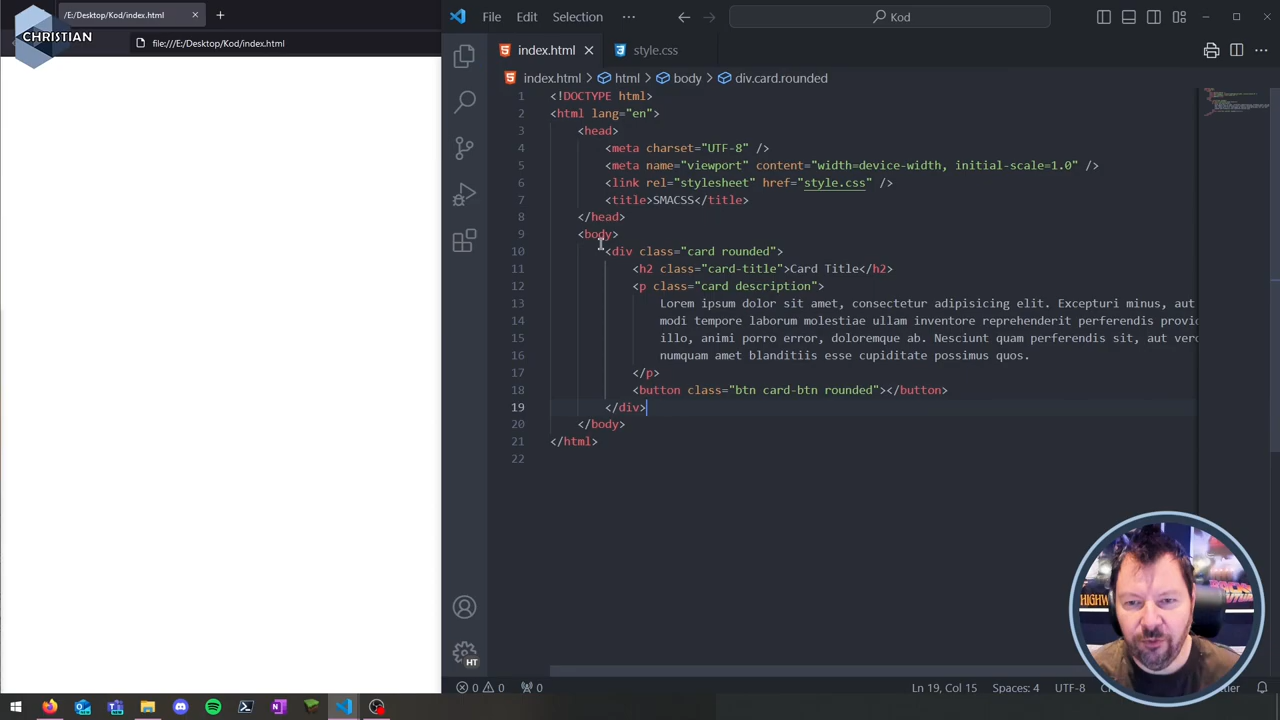 /E:/Desktop/Kod/index.html
CHRISTIAN
file:///E:/Desktop/Kod/index.html
File Edit Selection ··· Kod
index.html style.css
index.html html body div.card.rounded
1 <!DOCTYPE html>
2 <html lang="en">
3 <head>
4 <meta charset="UTF-8" />
5 <meta name="viewport" content="width=device-width, initial-scale=1.0" />
6 <link rel="stylesheet" href="style.css" />
7 <title>SMACSS</title>
8 </head>
9 <body>
10 <div class="card rounded">
11 <h2 class="card-title">Card Title</h2>
12 <p class="card description">
13 Lorem ipsum dolor sit amet, consectetur adipisicing elit. Excepturi minus, aut
14 modi tempore laborum molestiae ullam inventore reprehenderit perferendis provid
15 illo, animi porro error, doloremque ab. Nesciunt quam perferendis sit, aut vero
16 numquam amet blanditiis esse cupiditate possimus quos.
17 </p>
18 <button class="btn card-btn rounded"></button>
19 </div>
20 </body>
21 </html>
22
HIGHW
HT
0 0 0 Ln 19, Col 15 Spaces: 4 UTF-8